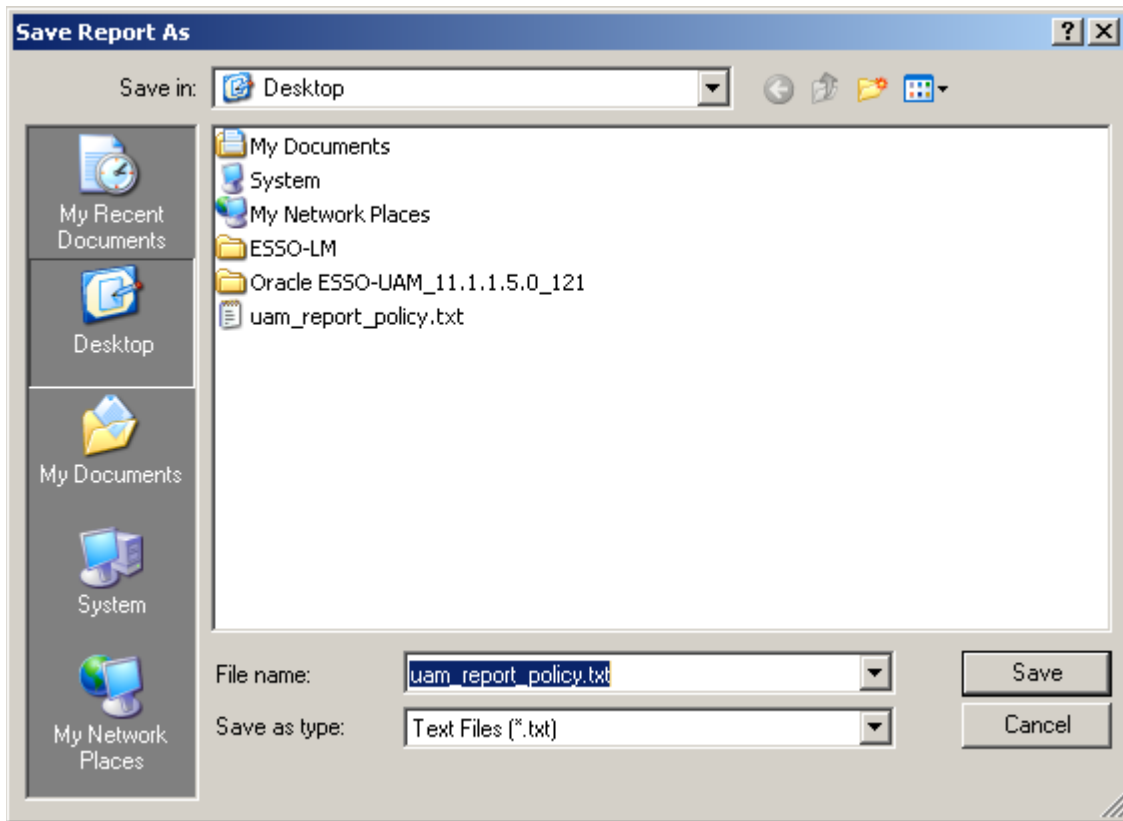 Save Report As
Save in:
Desktop
My Recent
Documents
Desktop
My Documents
System
My Network
Places
My Documents
System
My Network Places
ESSO-LM
Oracle ESSO-UAM_11.1.1.5.0_121
uam_report_policy.txt
File name:
uam_report_policy.txt
Save
Save as type:
Text Files (*.txt)
Cancel